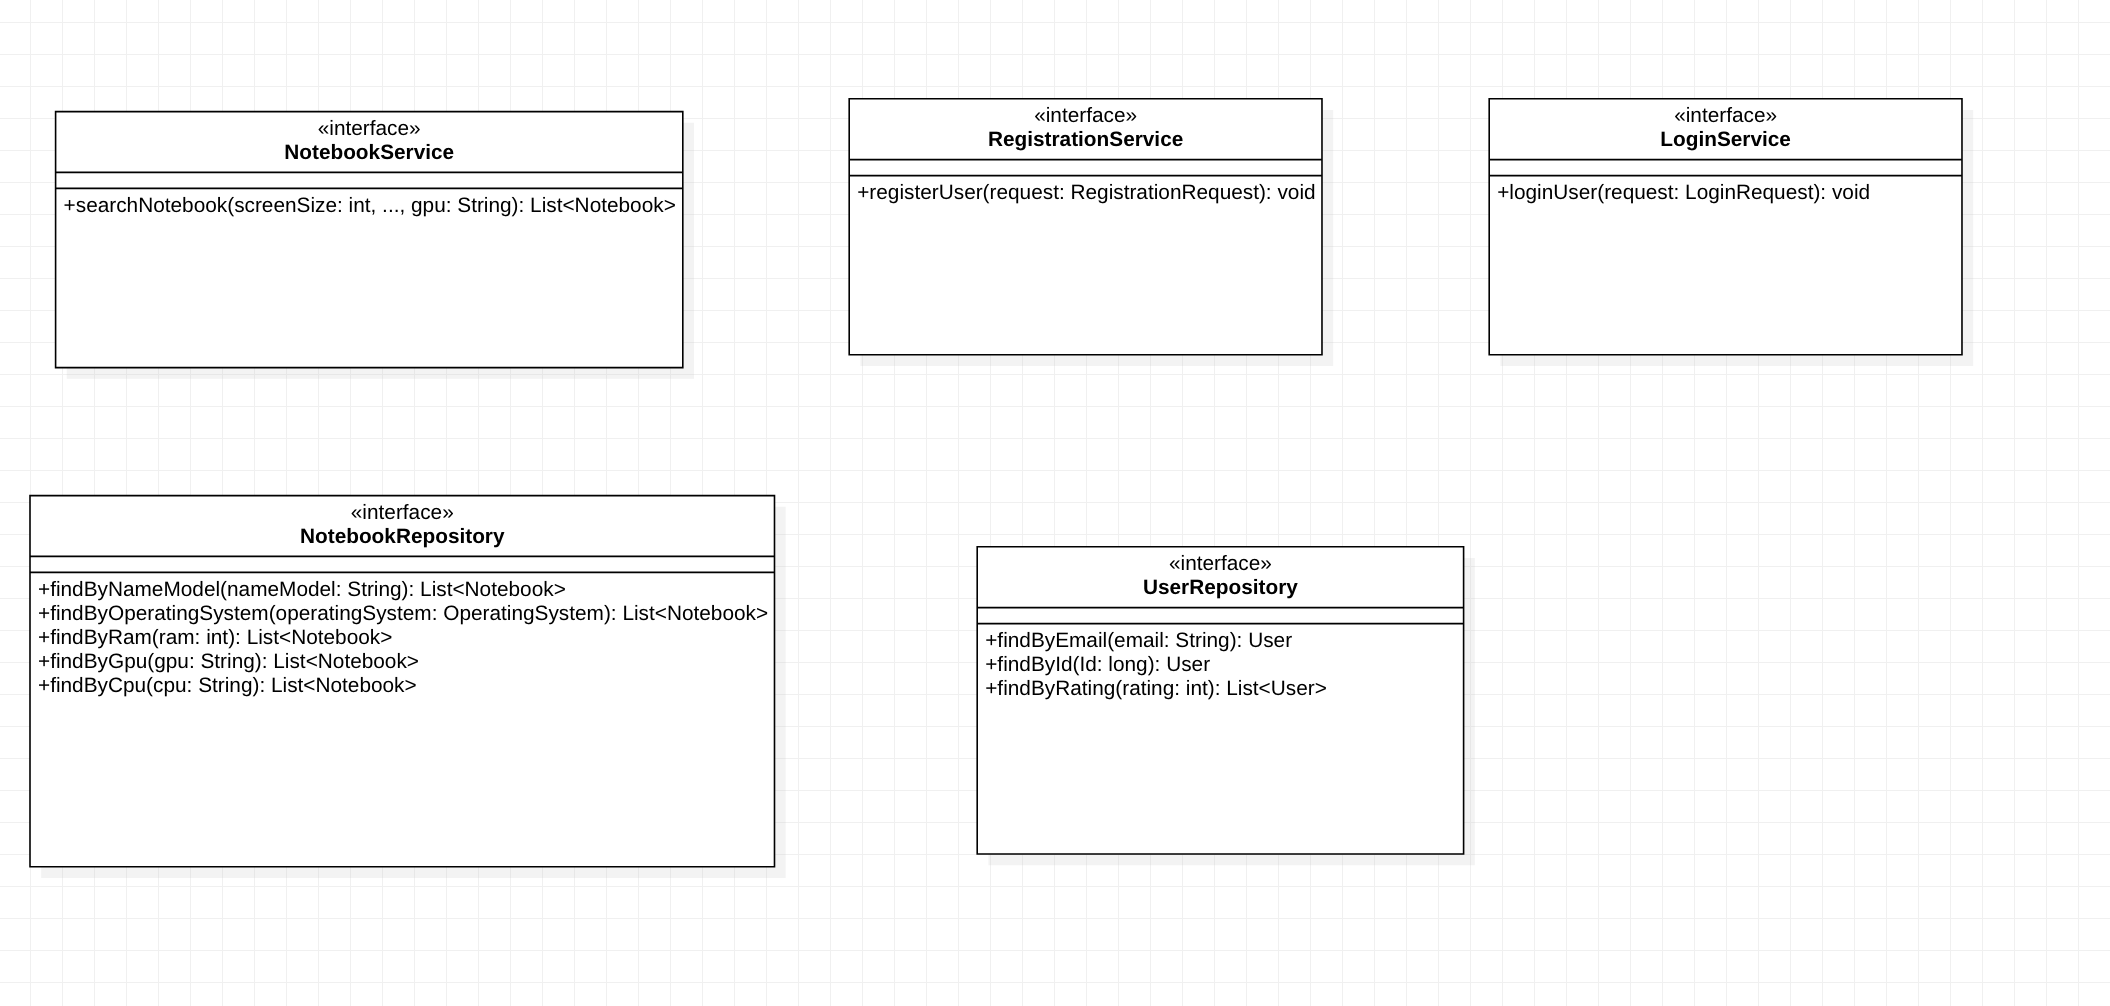 «interface»
NotebookService
+searchNotebook(screenSize: int, ..., gpu: String): List<Notebook>
«interface»
RegistrationService
+registerUser(request: RegistrationRequest): void
«interface»
LoginService
+loginUser(request: LoginRequest): void
«interface»
NotebookRepository
+findByNameModel(nameModel: String): List<Notebook>
+findByOperatingSystem(operatingSystem: OperatingSystem): List<Notebook>
+findByRam(ram: int): List<Notebook>
+findByGpu(gpu: String): List<Notebook>
+findByCpu(cpu: String): List<Notebook>
«interface»
UserRepository
+findByEmail(email: String): User
+findById(Id: long): User
+findByRating(rating: int): List<User>